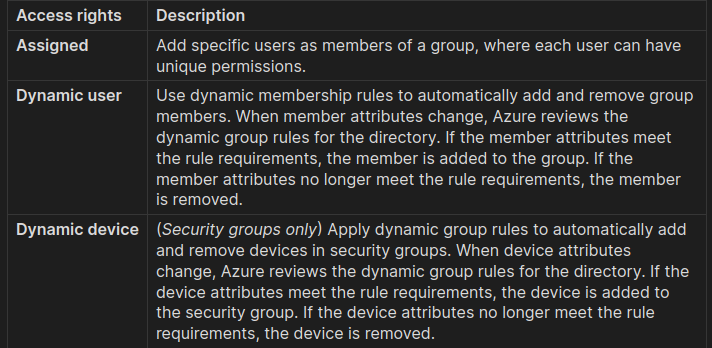 Access rights Description
Assigned Add specific users as members of a group, where each user can have
unique permissions.
Dynamic user Use dynamic membership rules to automatically add and remove group
members. When member attributes change, Azure reviews the
dynamic group rules for the directory. If the member attributes meet
the rule requirements, the member is added to the group. If the
member attributes no longer meet the rule requirements, the member
is removed.
Dynamic device (Security groups only) Apply dynamic group rules to automatically add
and remove devices in security groups. When device attributes
change, Azure reviews the dynamic group rules for the directory. If the
device attributes meet the rule requirements, the device is added to
the security group. If the device attributes no longer meet the rule
requirements, the device is removed.